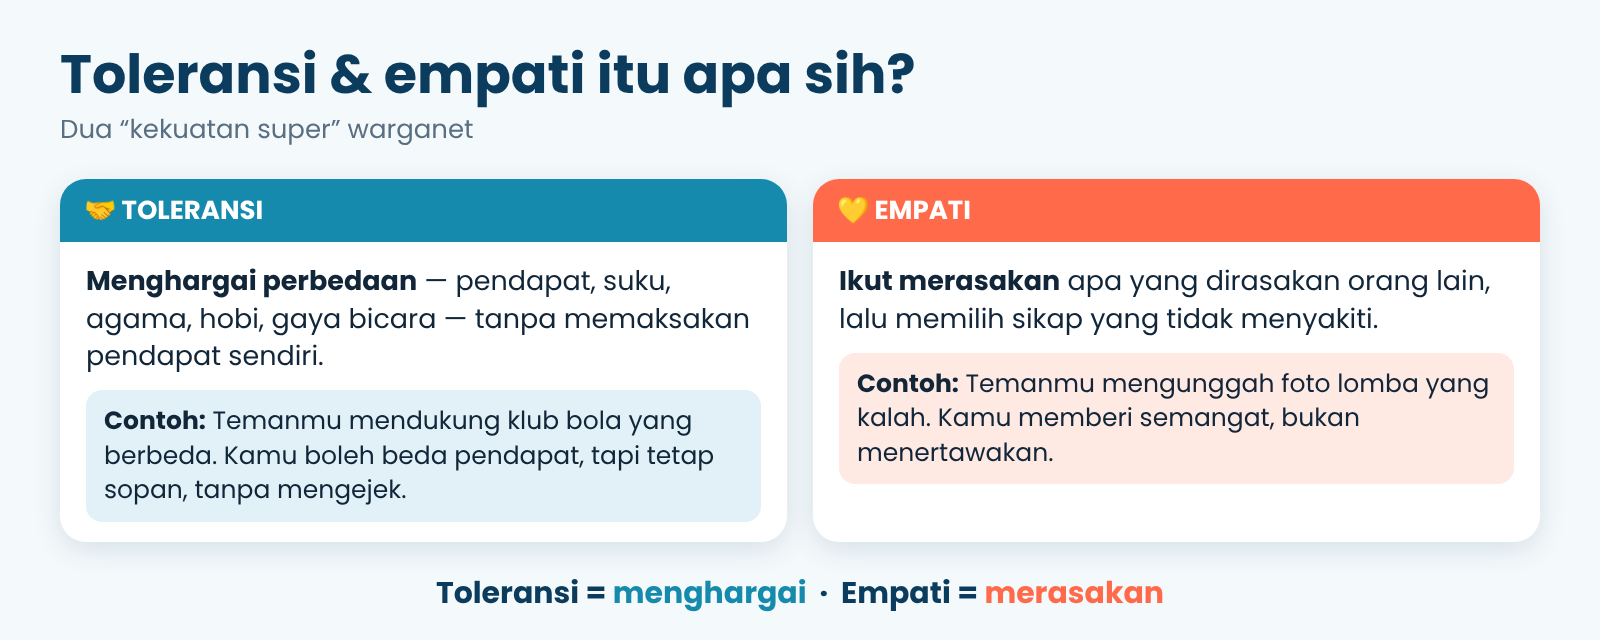 Toleransi & empati itu apa sih?
Dua “kekuatan super” warganet
🤝 TOLERANSI
Menghargai perbedaan — pendapat, suku,
agama, hobi, gaya bicara — tanpa memaksakan
pendapat sendiri.
Contoh: Temanmu mendukung klub bola yang
berbeda. Kamu boleh beda pendapat, tapi tetap
sopan, tanpa mengejek.
💛 EMPATI
Ikut merasakan apa yang dirasakan orang lain,
lalu memilih sikap yang tidak menyakiti.
Contoh: Temanmu mengunggah foto lomba yang
kalah. Kamu memberi semangat, bukan
menertawakan.
Toleransi = menghargai · Empati = merasakan